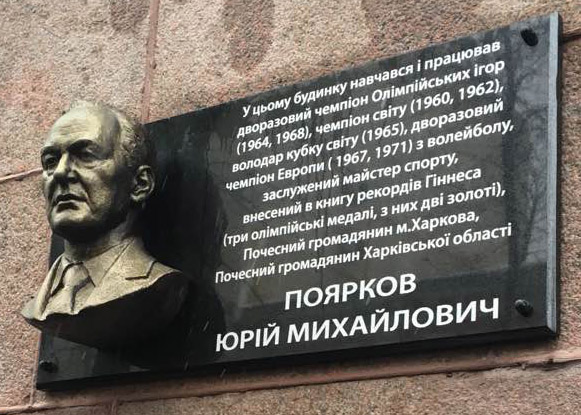 У цьому будинку навчався і працював
дворазовий чемпіон Олімпійських ігор
(1964, 1968), чемпіон світу (1960, 1962),
володар кубку світу (1965), дворазовий
чемпіон Европи ( 1967, 1971) з волейболу,
заслужений майстер спорту,
внесений в книгу рекордів Гіннеса
(три олімпійські медалі, з них дві золоті),
Почесний громадянин м.Харкова,
Почесний громадянин Харківської області
ПОЯРКОВ
ЮРІЙ МИХАЙЛОВИЧ